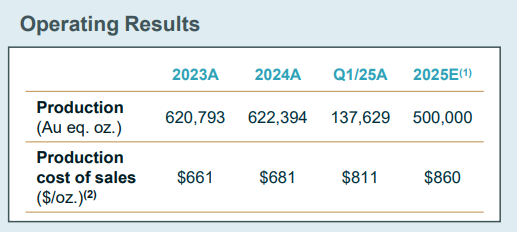 Operating Results
2023A 2024A Q1/25A 2025E(1)
Production
(Au eq. oz.)
620,793 622,394 137,629 500,000
Production
cost of sales
($/oz.)(2)
$661 $681 $811 $860